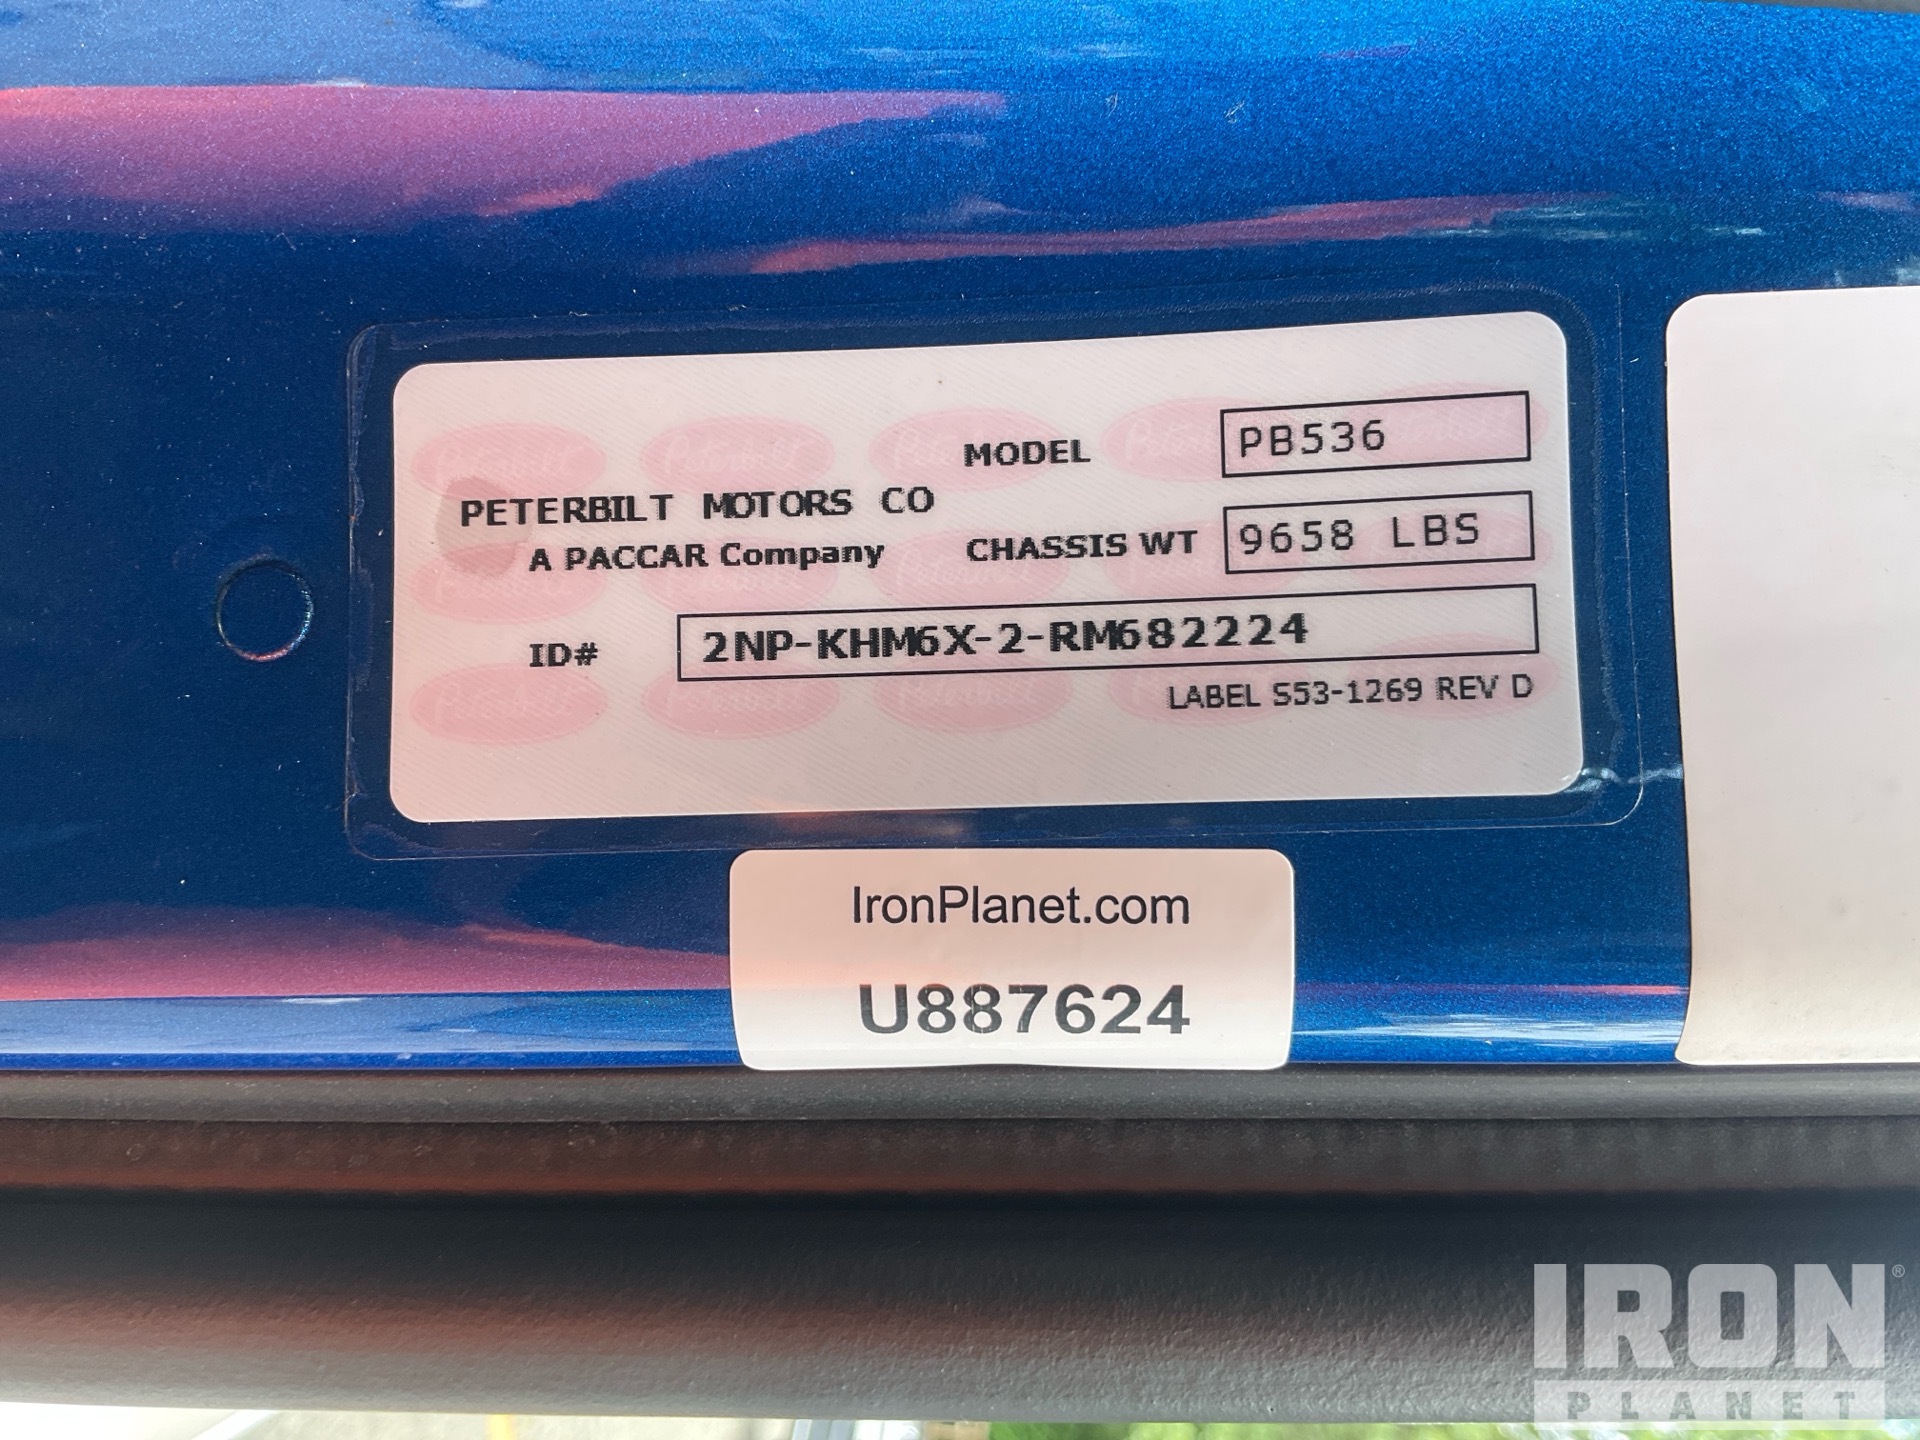 MODEL PB536
PETERBILT MOTORS CO
A PACCAR Company
CHASSIS WT 9658 LBS
ID# 2NP-KHM6X-2-RM682224
LABEL S53-1269 REV D
IronPlanet.com
U887624
IRON®
PLANET